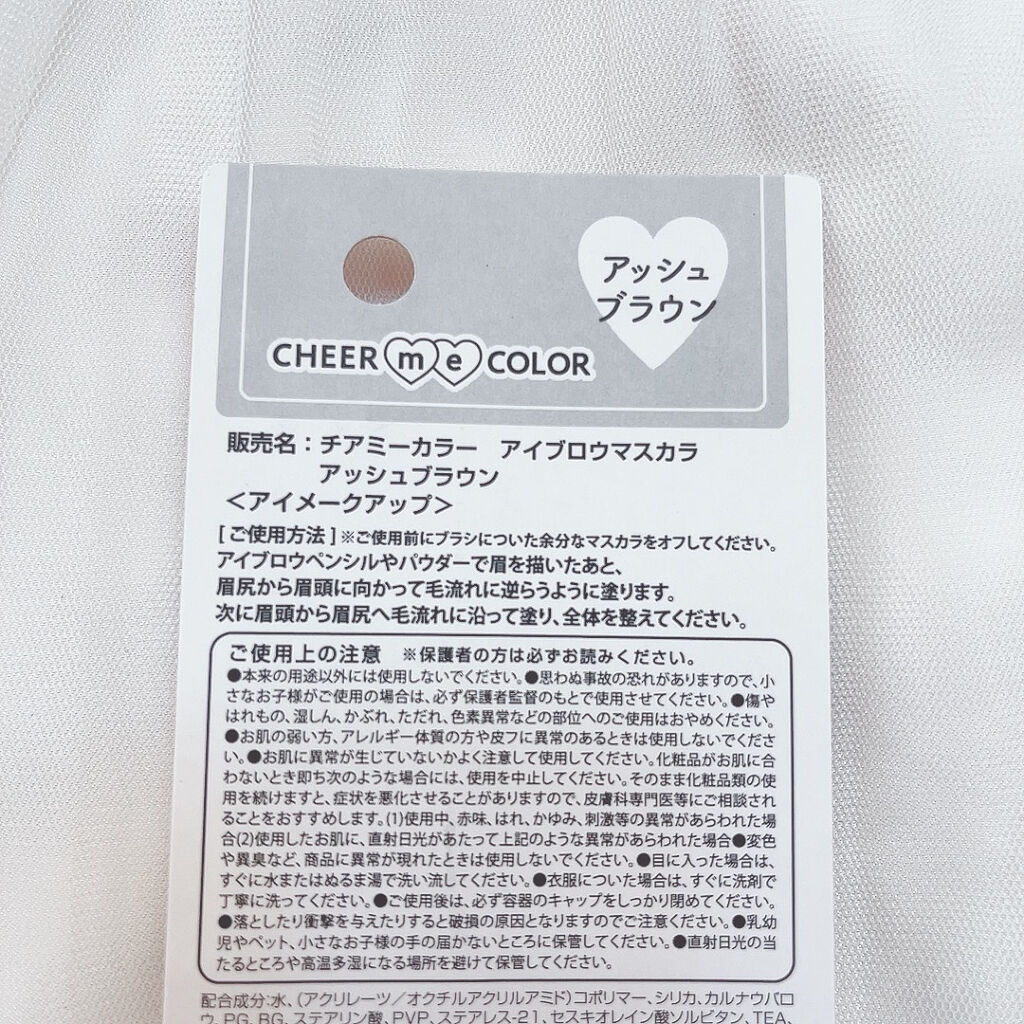 アッシュ
ブラウン
CHEER me COLOR
販売名：チアミーカラー　アイブロウマスカラ
アッシュブラウン
＜アイメークアップ＞
[ご使用方法]※ご使用前にブラシについた余分なマスカラをオフしてください。
アイブロウペンシルやパウダーで眉を描いたあと、
眉尻から眉頭に向かって毛流れに逆らうように塗ります。
次に眉頭から眉尻へ毛流れに沿って塗り、全体を整えてください。
ご使用上の注意　※保護者の方は必ずお読みください。
●本来の用途以外には使用しないでください。●思わぬ事故の恐れがありますので、小
さなお子様がご使用の場合は、必ず保護者監督のもとで使用させてください。●傷や
はれもの、湿しん、かぶれ、ただれ、色素異常などの部位へのご使用はおやめください。
●お肌の弱い方、アレルギー体質の方や皮フに異常のあるときは使用しないでくださ
い。●お肌に異常が生じていないかよく注意して使用してください。化粧品がお肌に合
わないとき即ち次のような場合には、使用を中止してください。そのまま化粧品類の使
用を続けますと、症状を悪化させることがありますので、皮膚科専門医等にご相談され
ることをおすすめします。(1)使用中、赤味、はれ、かゆみ、刺激等の異常があらわれた場
合(2)使用したお肌に、直射日光があたって上記のような異常があらわれた場合●変色
や異臭など、商品に異常が現れたときは使用しないでください。●目に入った場合は、
すぐに水またはぬるま湯で洗い流してください。●衣服についた場合は、すぐに洗剤で
丁寧に洗ってください。●ご使用後は、必ず容器のキャップをしっかり閉めてください。
●落としたり衝撃を与えたりすると破損の原因となりますのでご注意ください。●乳幼
児やペット、小さなお子様の手の届かないところに保管してください。●直射日光の当
たるところや高温多湿になる場所を避けて保管してください。
配合成分:水、(アクリレーツ／オクチルアクリルアミド)コポリマー、シリカ、カルナウバロ
ウ、PG、BG、ステアリン酸、PVP、ステアレス-21、セスキオレイン酸ソルビタン、TEA、